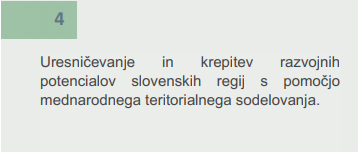 4
Uresničevanje in krepitev razvojnih
potencialov slovenskih regij s pomočjo
mednarodnega teritorialnega sodelovanja.